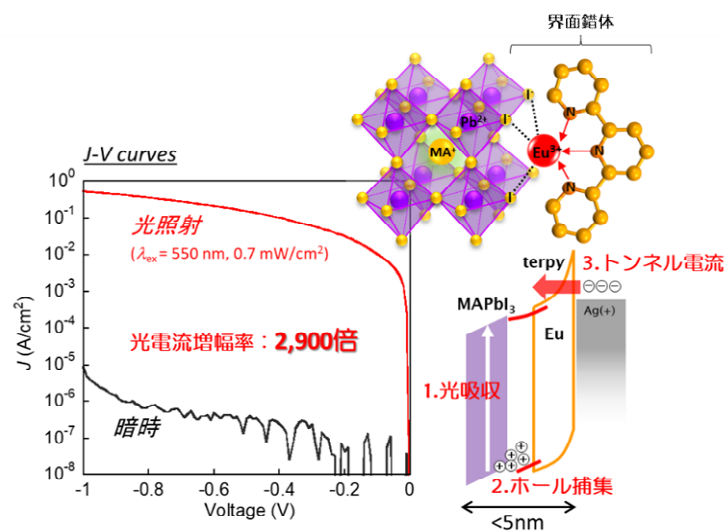 界面錯体
I⁻
Pb²⁺
I⁻
MA⁺
Eu³⁺
N
N
N
I⁻
J-V curves
10⁰
10⁻¹
10⁻²
10⁻³
10⁻⁴
10⁻⁵
10⁻⁶
10⁻⁷
10⁻⁸
J (A/cm²)
光照射
(λex = 550 nm, 0.7 mW/cm²)
光電流増幅率：2,900倍
暗時
-1
-0.8
-0.6
-0.4
-0.2
0
Voltage (V)
terpy
3.トンネル電流
MAPbI₃
⊖⊖⊖
Eu
Ag(+)
1.光吸収
+
+ +
+ + +
2.ホール捕集
<5nm